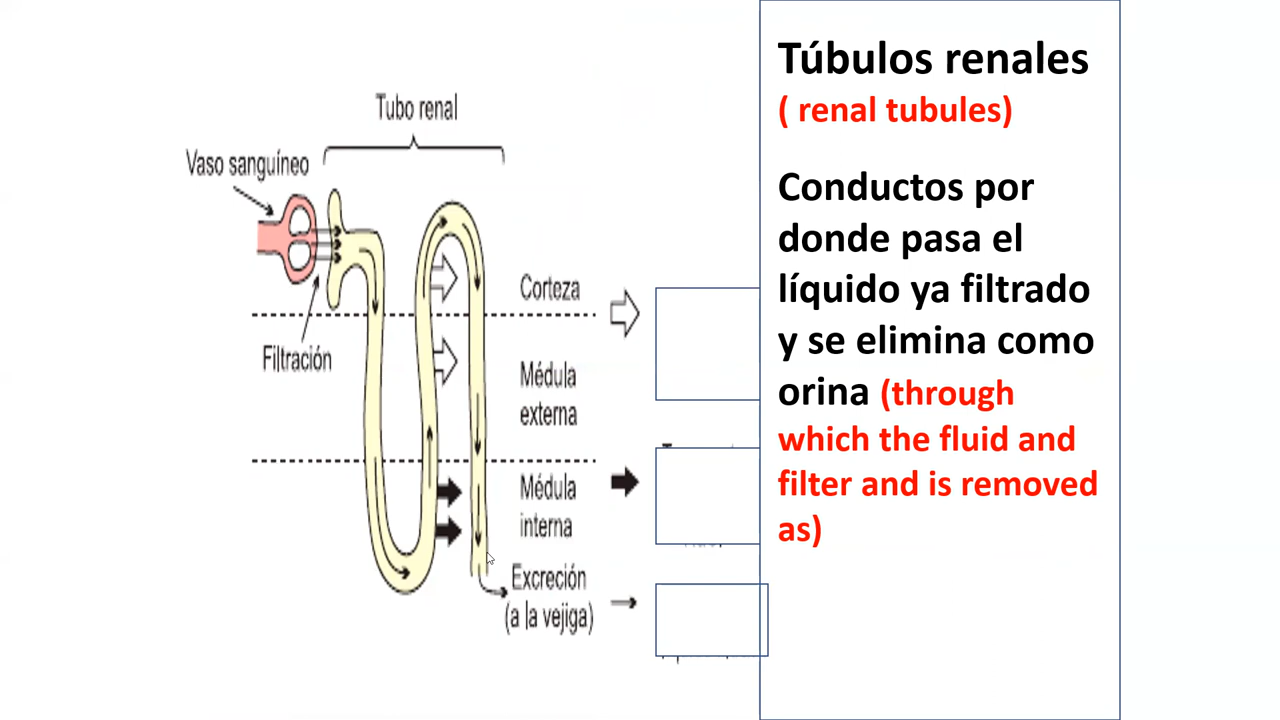 Tubo renal
Vaso sanguíneo
Filtración
Corteza
Médula
externa
Médula
interna
Excreción
(a la vejiga)
Túbulos renales
( renal tubules)
Conductos por
donde pasa el
líquido ya filtrado
y se elimina como
orina (through
which the fluid and
filter and is removed
as)